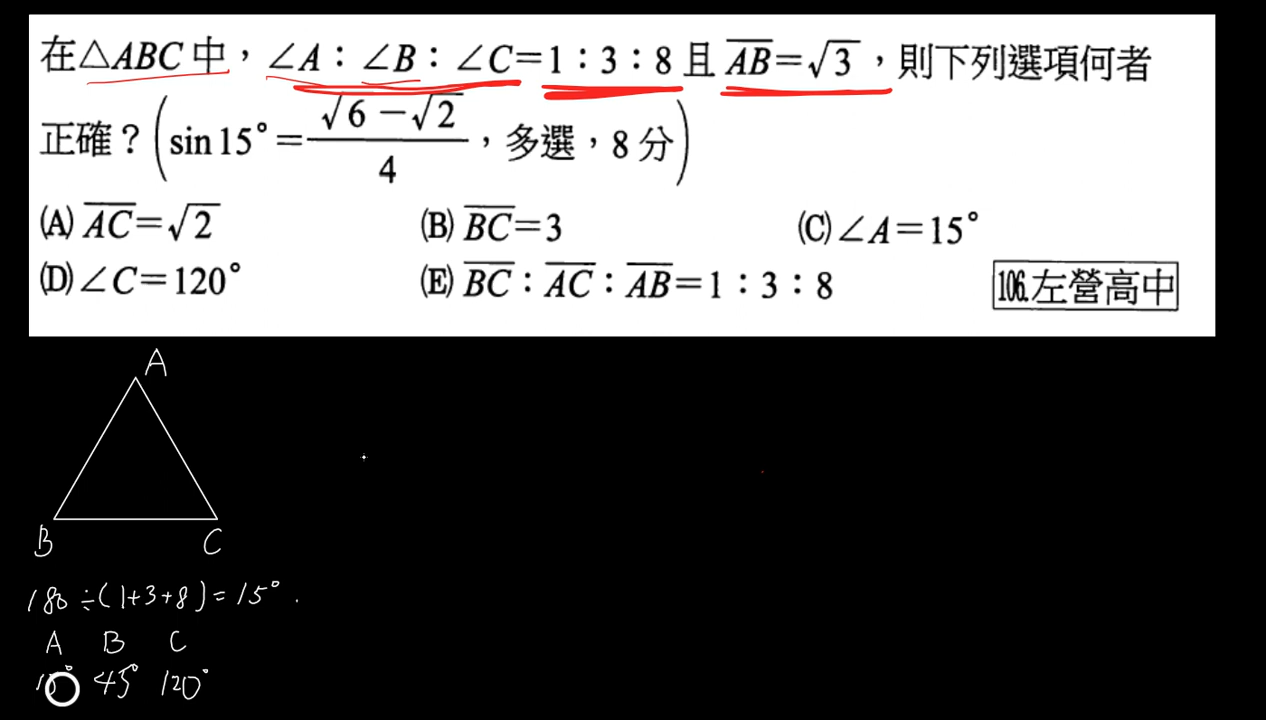 在△ABC中，∠A：∠B：∠C=1：3：8且AB=√3，則下列選項何者
正確？(sin15°=(√6-√2)/4，多選，8分)
(A) AC=√2 (B) BC=3 (C) ∠A=15°
(D) ∠C=120° (E) BC：AC：AB=1：3：8 106.左營高中
A
B C
180÷(1+3+8)=15°.
A B C
45° 120°